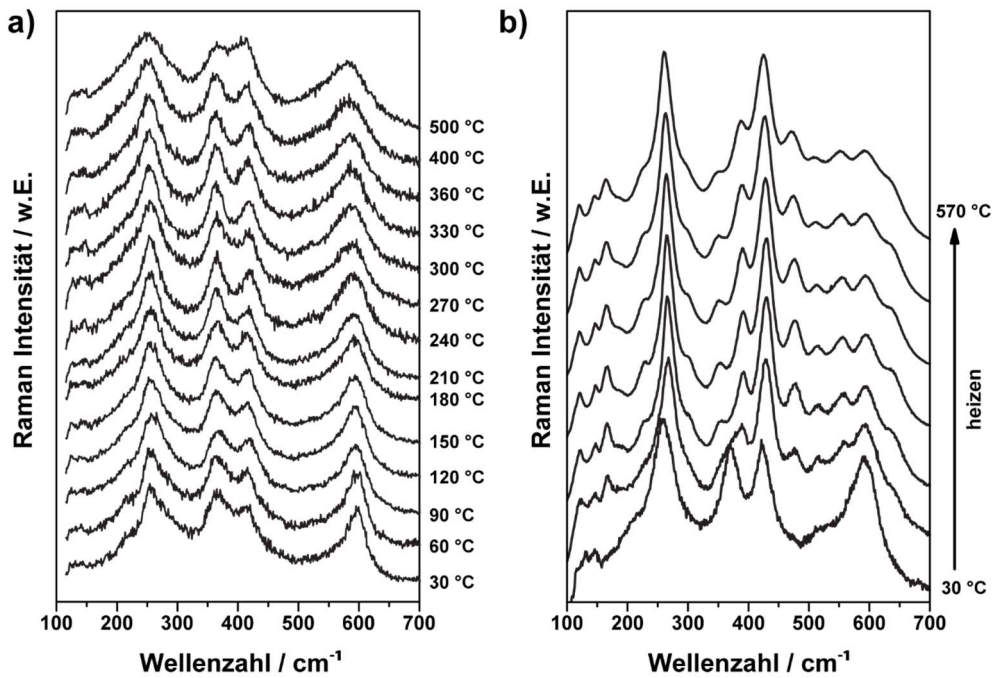 a)
Raman Intensität / w.E.
500 °C
400 °C
360 °C
330 °C
300 °C
270 °C
240 °C
210 °C
180 °C
150 °C
120 °C
90 °C
60 °C
30 °C
100 200 300 400 500 600 700
Wellenzahl / cm⁻¹
b)
Raman Intensität / w.E.
570 °C
heizen
30 °C
100 200 300 400 500 600 700
Wellenzahl / cm⁻¹